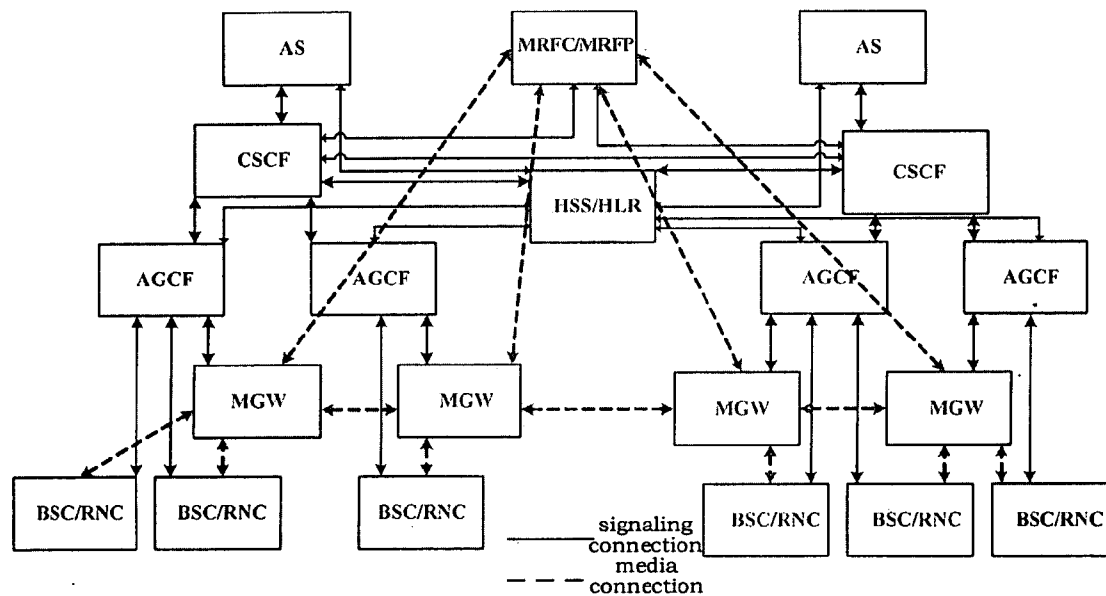 AS
MRFC/MRFP
AS
CSCF
CSCF
HSS/HLR
AGCF
AGCF
AGCF
AGCF
MGW
MGW
MGW
MGW
BSC/RNC
BSC/RNC
BSC/RNC
BSC/RNC
BSC/RNC
BSC/RNC
signaling
connection
media
connection